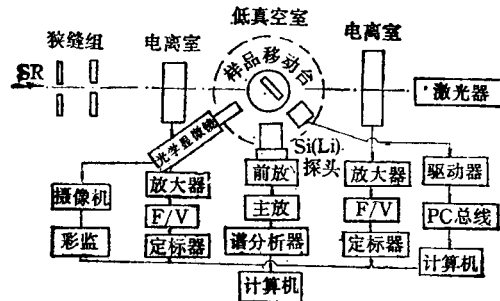 低真空室
狭缝组
电离室
电离室
SR
样品移动台
激光器
光学显微镜
Si(Li)
探头
摄像机
放大器
前放
放大器
驱动器
F/V
主放
F/V
PC总线
彩监
定标器
谱分析器
定标器
计算机
计算机